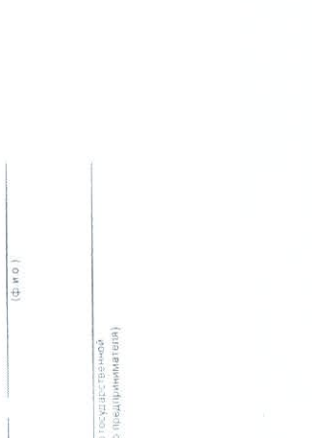 (ф и о)
государственной
предпринимателя)